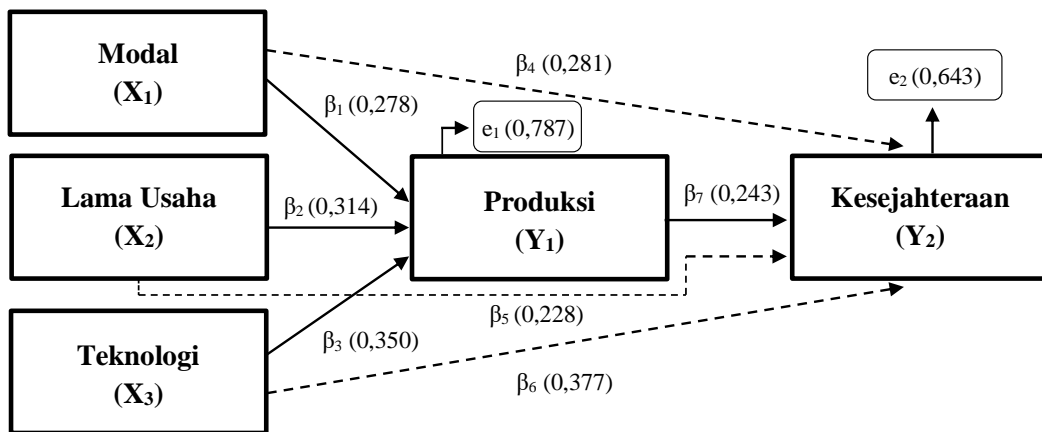 Modal
(X₁)
β₄ (0,281)
e₂ (0,643)
β₁ (0,278)
e₁ (0,787)
Lama Usaha
(X₂)
β₂ (0,314)
Produksi
(Y₁)
β₇ (0,243)
Kesejahteraan
(Y₂)
β₅ (0,228)
β₃ (0,350)
Teknologi
(X₃)
β₆ (0,377)